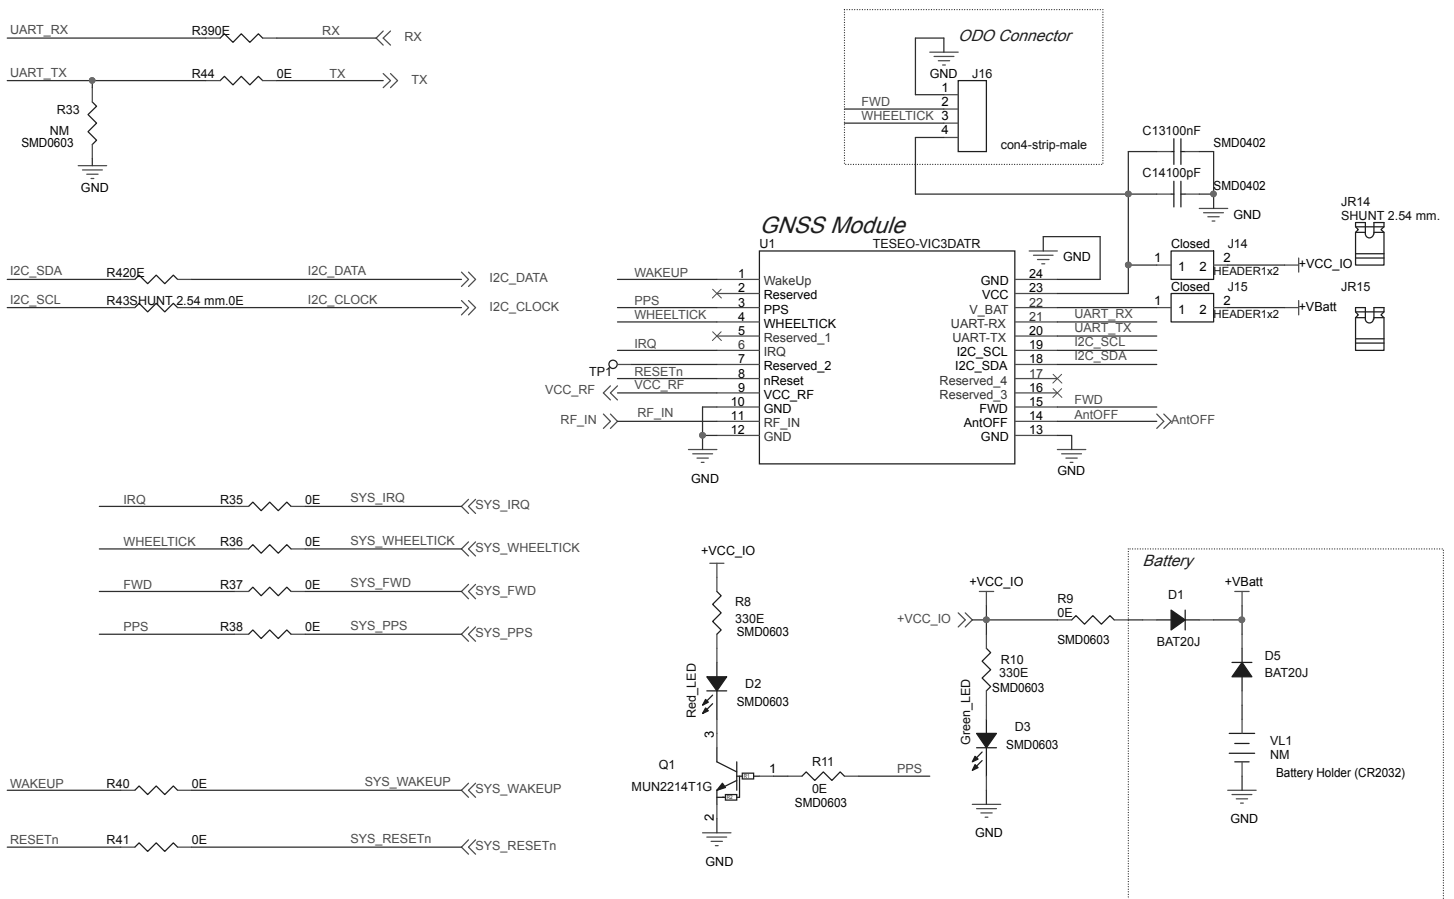 UART_RX R390E RX RX
UART_TX R44 0E TX TX
R33
NM
SMD0603
GND
ODO Connector
GND J16
1
FWD 2
WHEELTICK 3
4
con4-strip-male
C13100nF
SMD0402
C14100pF
SMD0402
GND
JR14
SHUNT 2.54 mm.
I2C_SDA R420E I2C_DATA I2C_DATA
I2C_SCL R43SHUNT 2.54 mm.0E I2C_CLOCK I2C_CLOCK
GNSS Module
U1 TESEO-VIC3DATR
GND
WAKEUP 1 WakeUp
2 Reserved
PPS 3 PPS
WHEELTICK 4 WHEELTICK
5 Reserved_1
IRQ 6 IRQ
TP1 7 Reserved_2
RESETn 8 nReset
VCC_RF VCC_RF 9 VCC_RF
10 GND
RF_IN RF_IN 11 RF_IN
12 GND
GND
GND 24
VCC 23
V_BAT 22
UART-RX 21 UART_RX
UART-TX 20 UART_TX
I2C_SCL 19 I2C_SCL
I2C_SDA 18 I2C_SDA
Reserved_4 17
Reserved_3 16
FWD 15 FWD
AntOFF 14 AntOFF AntOFF
GND 13
GND
Closed J14
1 1 2 2 +VCC_IO
HEADER1x2
Closed J15
1 1 2 2 +VBatt
HEADER1x2
JR15
IRQ R35 0E SYS_IRQ SYS_IRQ
WHEELTICK R36 0E SYS_WHEELTICK SYS_WHEELTICK
FWD R37 0E SYS_FWD SYS_FWD
PPS R38 0E SYS_PPS SYS_PPS
WAKEUP R40 0E SYS_WAKEUP SYS_WAKEUP
RESETn R41 0E SYS_RESETn SYS_RESETn
+VCC_IO
R8
330E
SMD0603
Red_LED
D2
SMD0603
3
Q1
MUN2214T1G
R1
R2
1
R11
0E
SMD0603
PPS
2
GND
+VCC_IO
+VCC_IO
R9
0E
SMD0603
R10
330E
SMD0603
Green_LED
D3
SMD0603
GND
Battery
+VBatt
D1
BAT20J
D5
BAT20J
VL1
NM
Battery Holder (CR2032)
GND